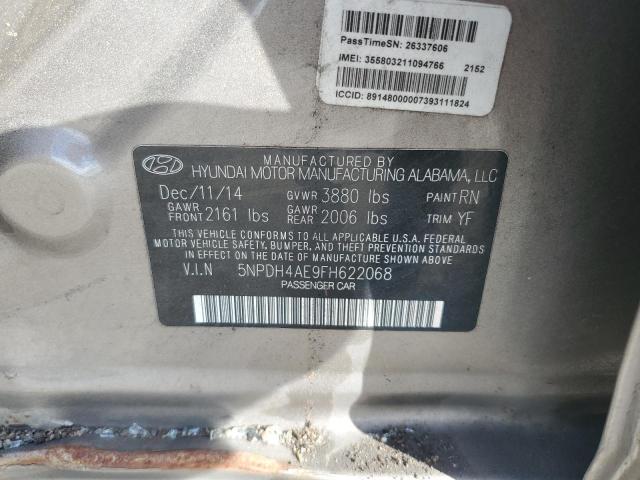 PassTimeSN: 26337606
IMEI: 355803211094766 2152
ICCID: 89148000007393111824
MANUFACTURED BY
HYUNDAI MOTOR MANUFACTURING ALABAMA, LLC
Dec/11/14 GVWR 3880 lbs PAINT RN
GAWR FRONT 2161 lbs GAWR REAR 2006 lbs TRIM YF
THIS VEHICLE CONFORMS TO ALL APPLICABLE U.S.A. FEDERAL
MOTOR VEHICLE SAFETY, BUMPER, AND THEFT PREVENTION
STANDARDS IN EFFECT ON THE DATE OF MANUFACTURE SHOWN ABOVE.
V.I.N 5NPDH4AE9FH622068
PASSENGER CAR